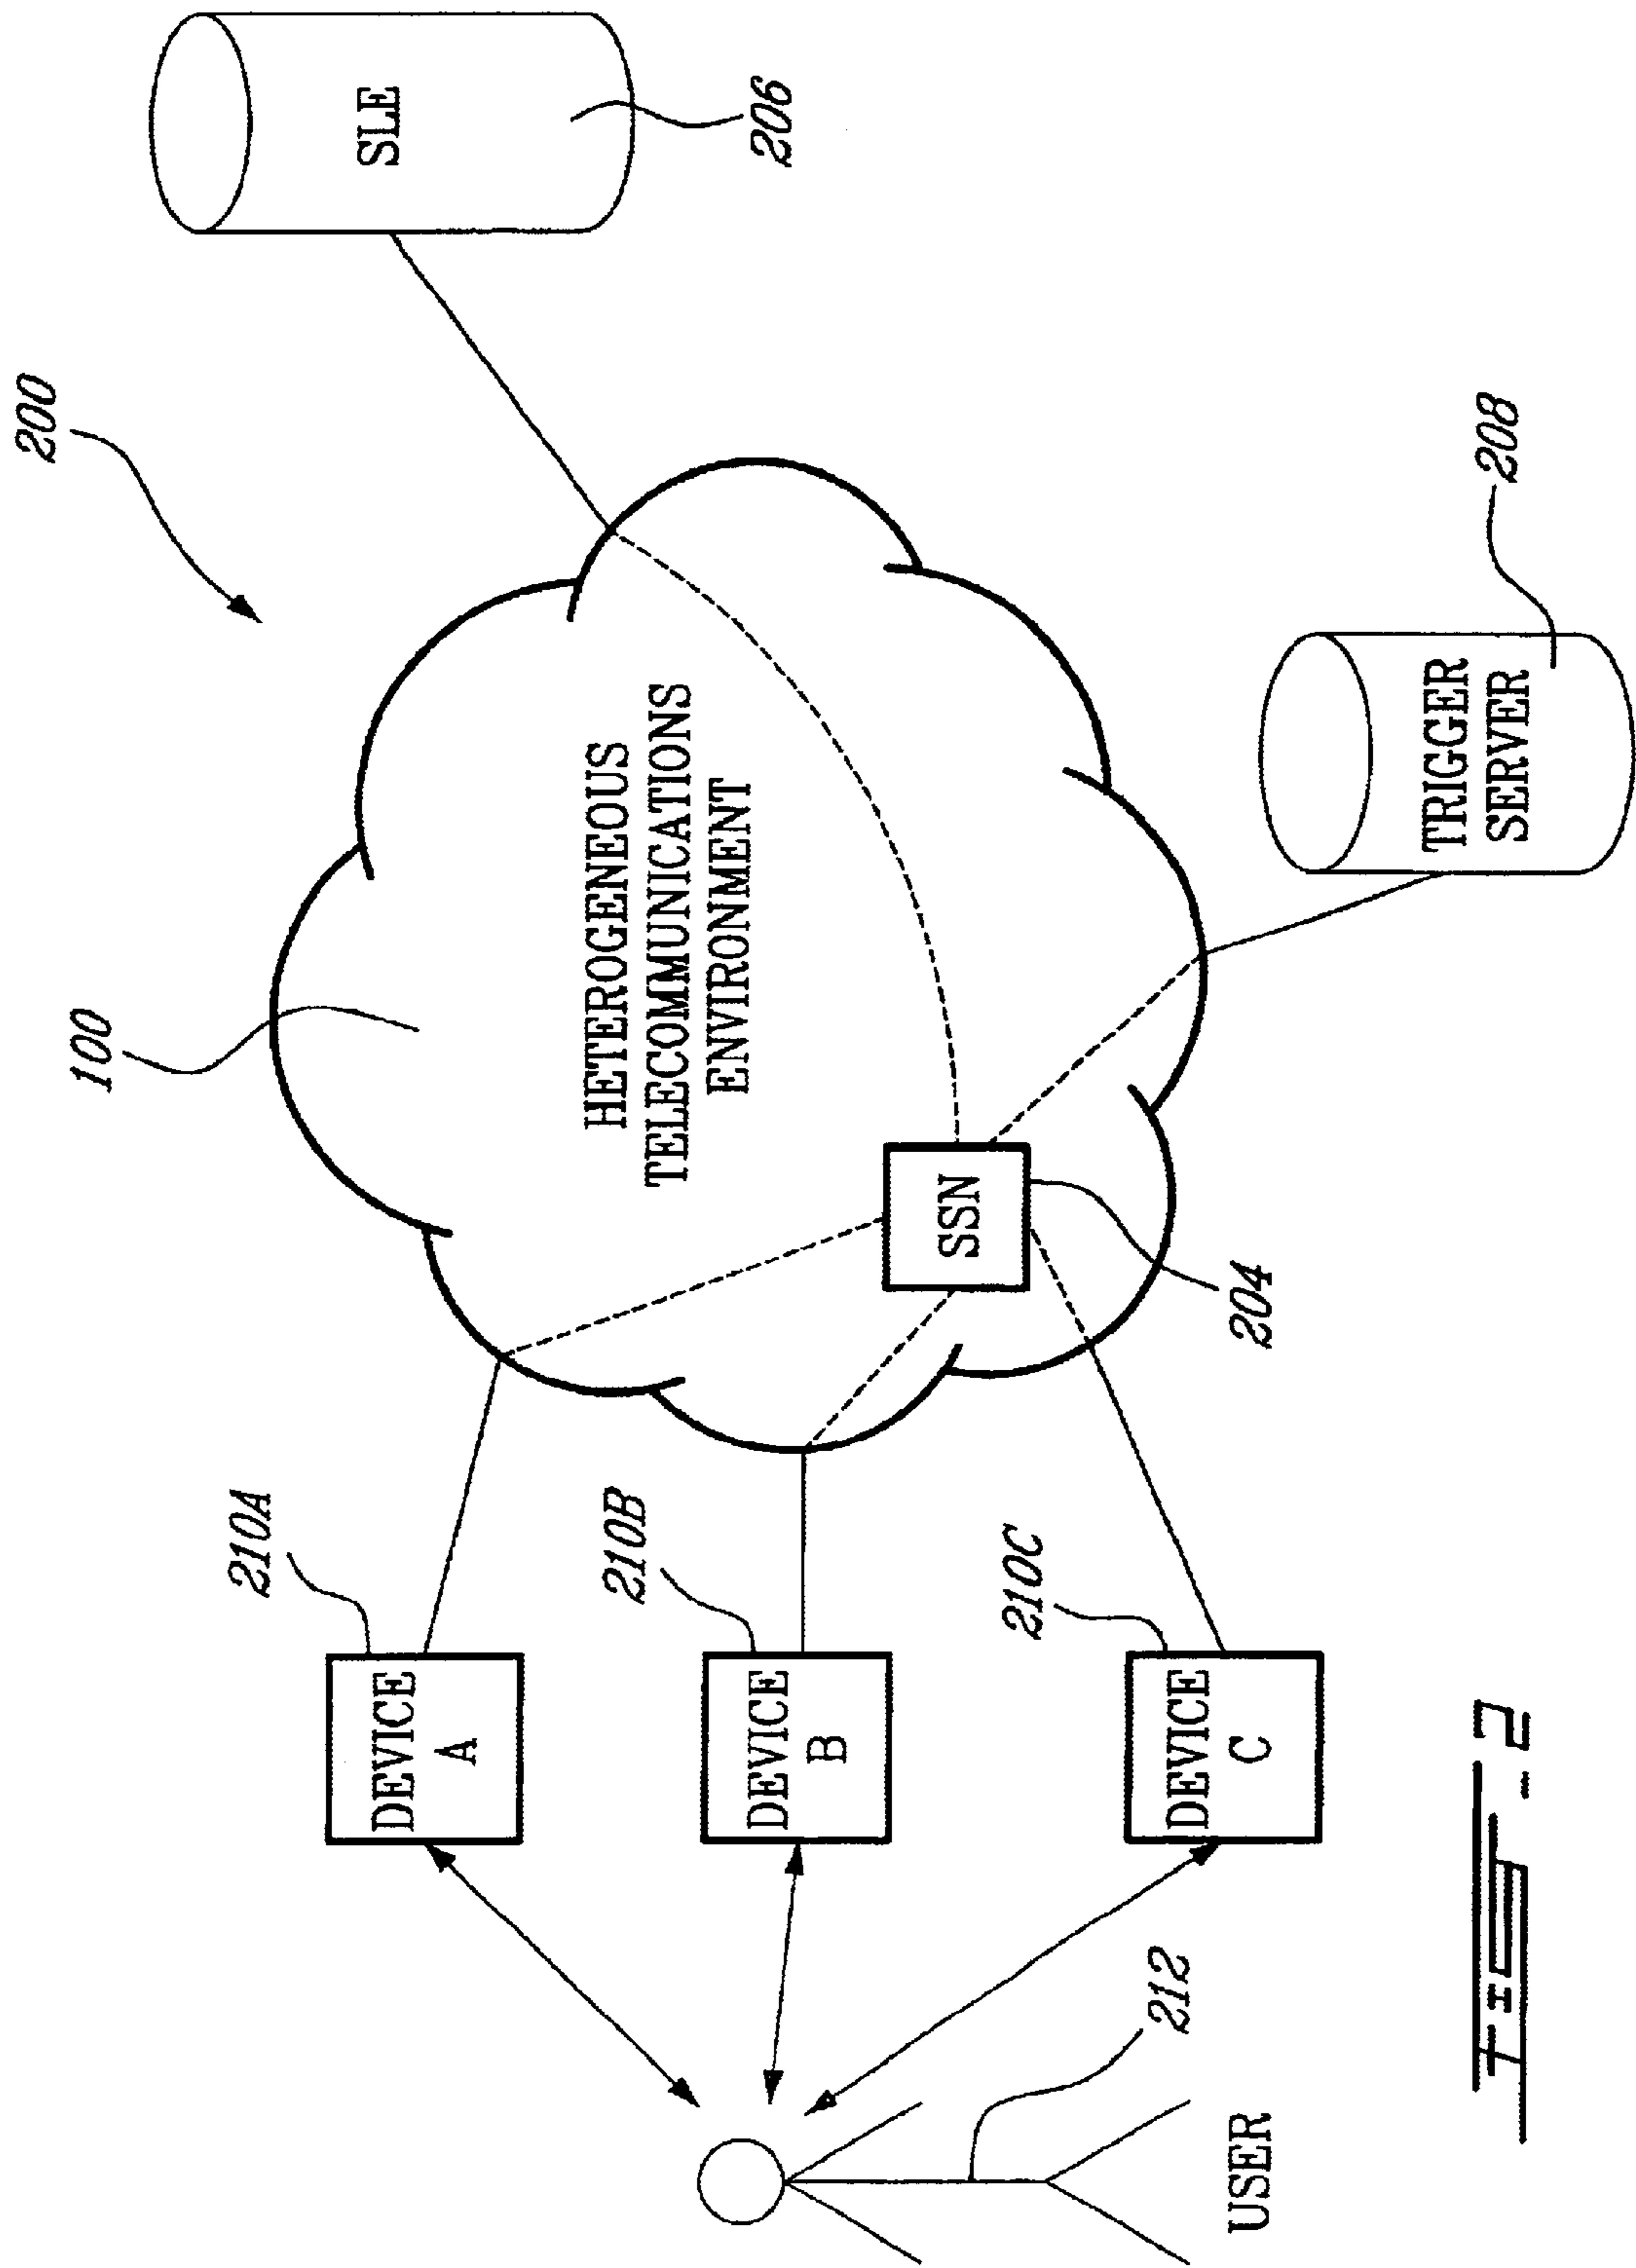 200
100
HETEROGENEOUS
TELECOMMUNICATIONS
ENVIRONMENT
SLE
206
210A
DEVICE
A
210B
DEVICE
B
SSN
204
210C
DEVICE
C
TRIGGER
SERVER
208
212
USER
Fig-2